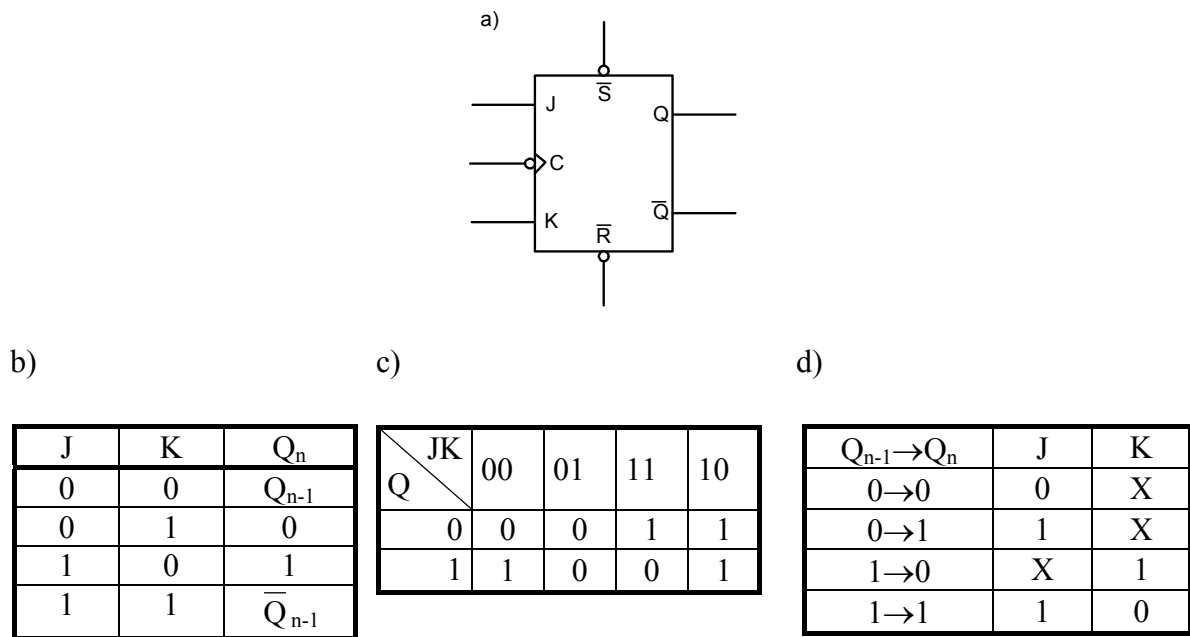 a)
S̅
J
Q
C
K
R̅
Q̅
b)
c)
d)
J K Qn
0 0 Qn-1
0 1 0
1 0 1
1 1 Q̅n-1
JK
Q 00 01 11 10
0 0 0 1 1
1 1 0 0 1
Qn-1→Qn J K
0→0 0 X
0→1 1 X
1→0 X 1
1→1 1 0